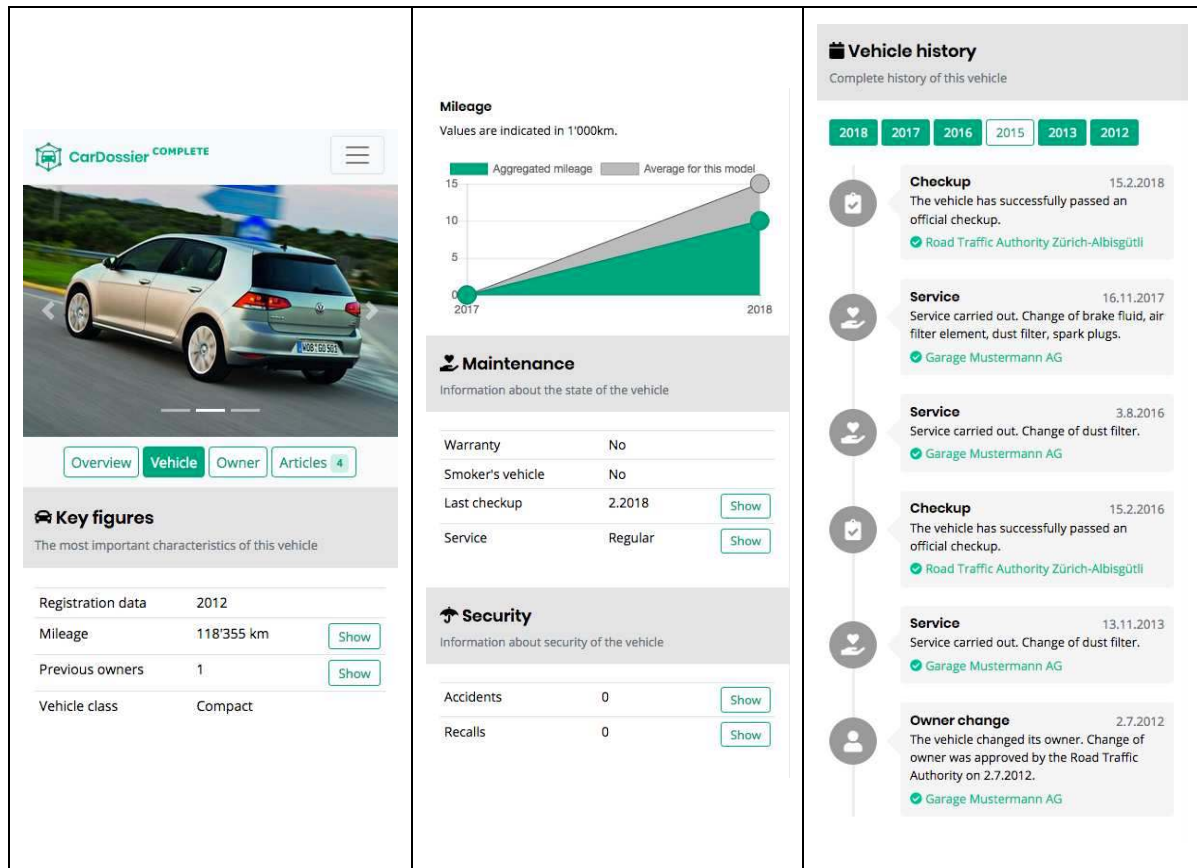 CarDossier COMPLETE
WOB:GO 561
Overview Vehicle Owner Articles 4
Key figures
The most important characteristics of this vehicle
Registration data 2012
Mileage 118'355 km Show
Previous owners 1 Show
Vehicle class Compact
Mileage
Values are indicated in 1'000km.
Aggregated mileage Average for this model
15
10
5
0
2017 2018
Maintenance
Information about the state of the vehicle
Warranty No
Smoker's vehicle No
Last checkup 2.2018 Show
Service Regular Show
Security
Information about security of the vehicle
Accidents 0 Show
Recalls 0 Show
Vehicle history
Complete history of this vehicle
2018 2017 2016 2015 2013 2012
Checkup 15.2.2018
The vehicle has successfully passed an
official checkup.
Road Traffic Authority Zürich-Albisgütli
Service 16.11.2017
Service carried out. Change of brake fluid, air
filter element, dust filter, spark plugs.
Garage Mustermann AG
Service 3.8.2016
Service carried out. Change of dust filter.
Garage Mustermann AG
Checkup 15.2.2016
The vehicle has successfully passed an
official checkup.
Road Traffic Authority Zürich-Albisgütli
Service 13.11.2013
Service carried out. Change of dust filter.
Garage Mustermann AG
Owner change 2.7.2012
The vehicle changed its owner. Change of
owner was approved by the Road Traffic
Authority on 2.7.2012.
Garage Mustermann AG